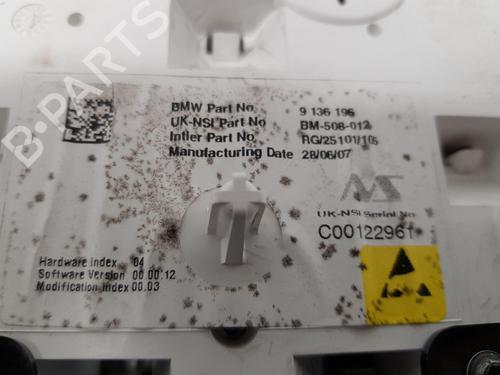 B-PARTS
BMW Part No. 9 136 196
UK-NSI Part No BM-508-012
Intier Part No. RG/25101/105
Manufacturing Date 28/06/07
NS
UK-NSI Serial No.
C00122961
Hardware Index 04
Software Version 00.00.12
Modification Index 00.03